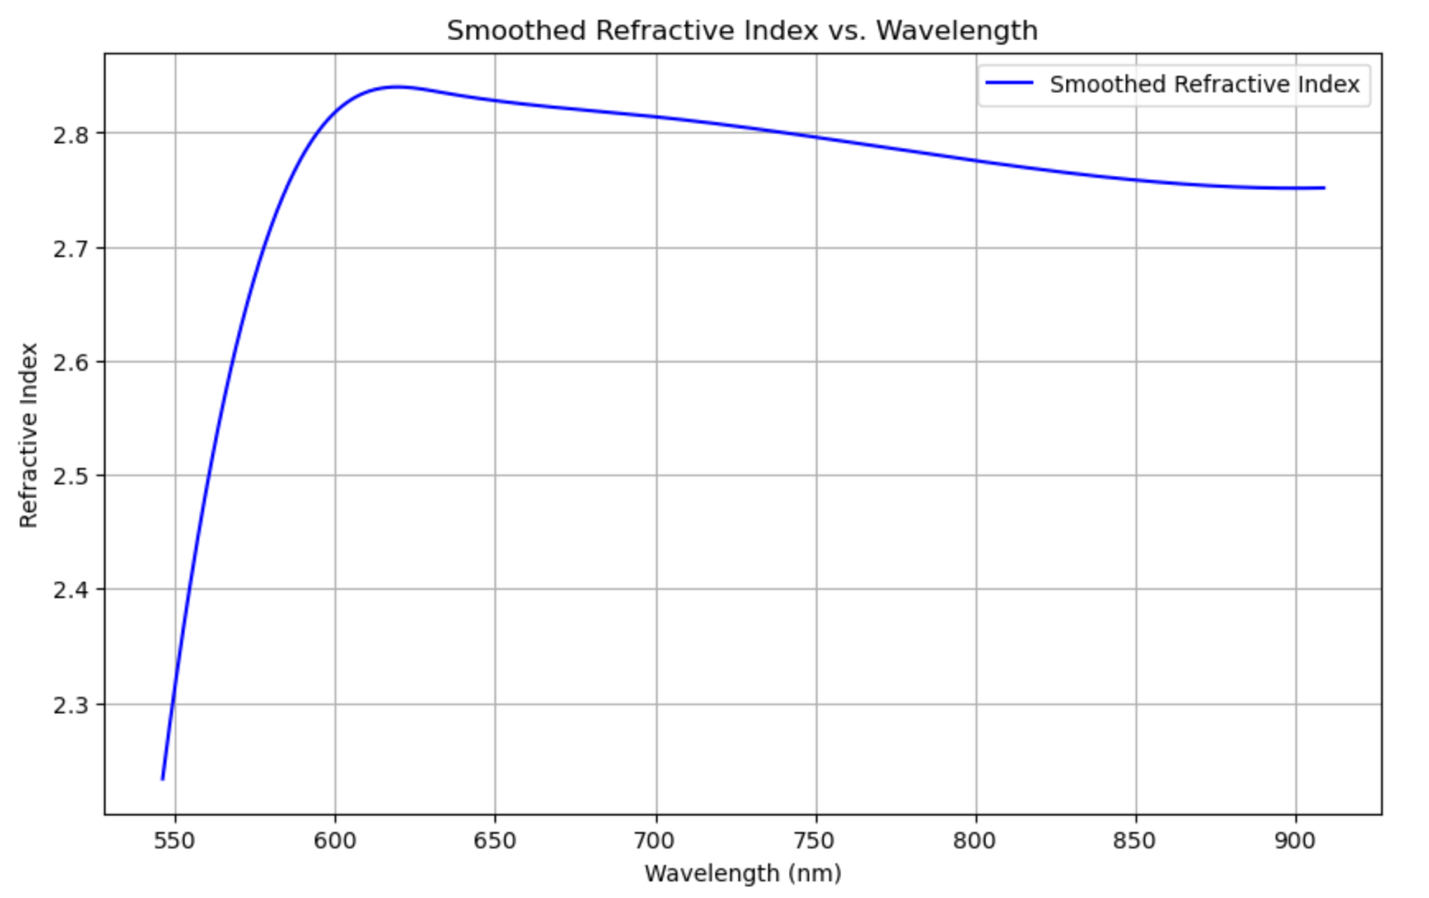 Smoothed Refractive Index vs. Wavelength
Smoothed Refractive Index
Refractive Index
2.8
2.7
2.6
2.5
2.4
2.3
550 600 650 700 750 800 850 900
Wavelength (nm)